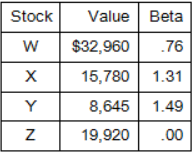 Stock Value Beta
W $32,960 .76
X 15,780 1.31
Y 8,645 1.49
Z 19,920 .00